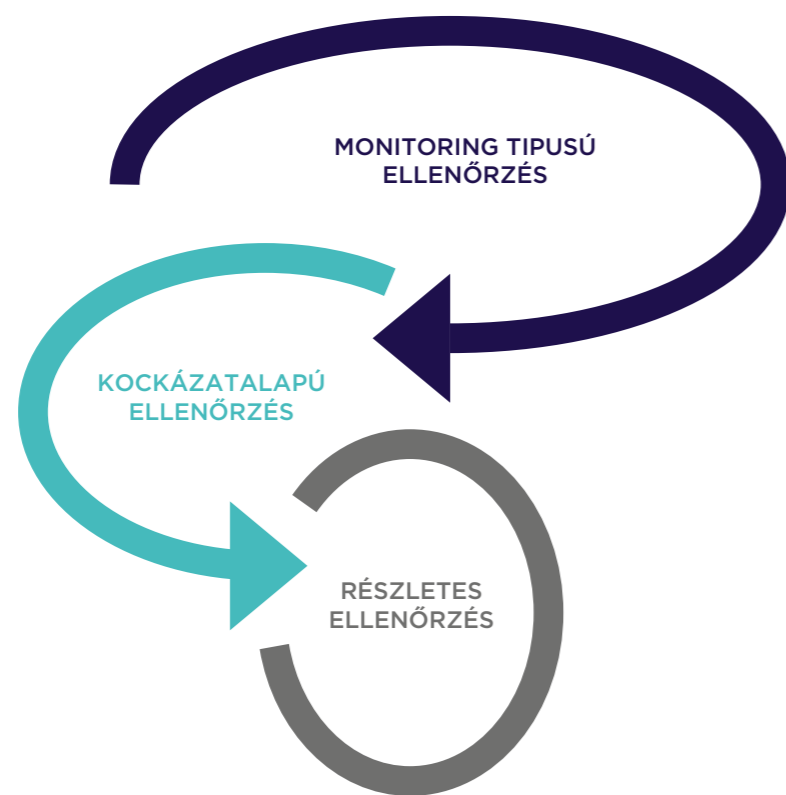 MONITORING TIPUSÚ
ELLENŐRZÉS
KOCKÁZATALAPÚ
ELLENŐRZÉS
RÉSZLETES
ELLENŐRZÉS